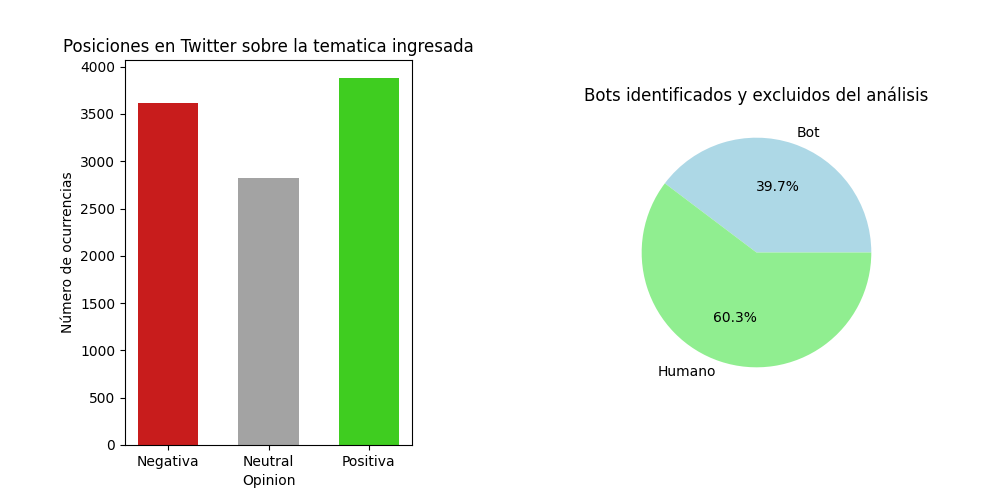 Posiciones en Twitter sobre la tematica ingresada
4000
3500
3000
2500
2000
1500
1000
500
0
Número de ocurrencias
Negativa
Neutral
Positiva
Opinion
Bots identificados y excluidos del análisis
Bot
39.7%
60.3%
Humano